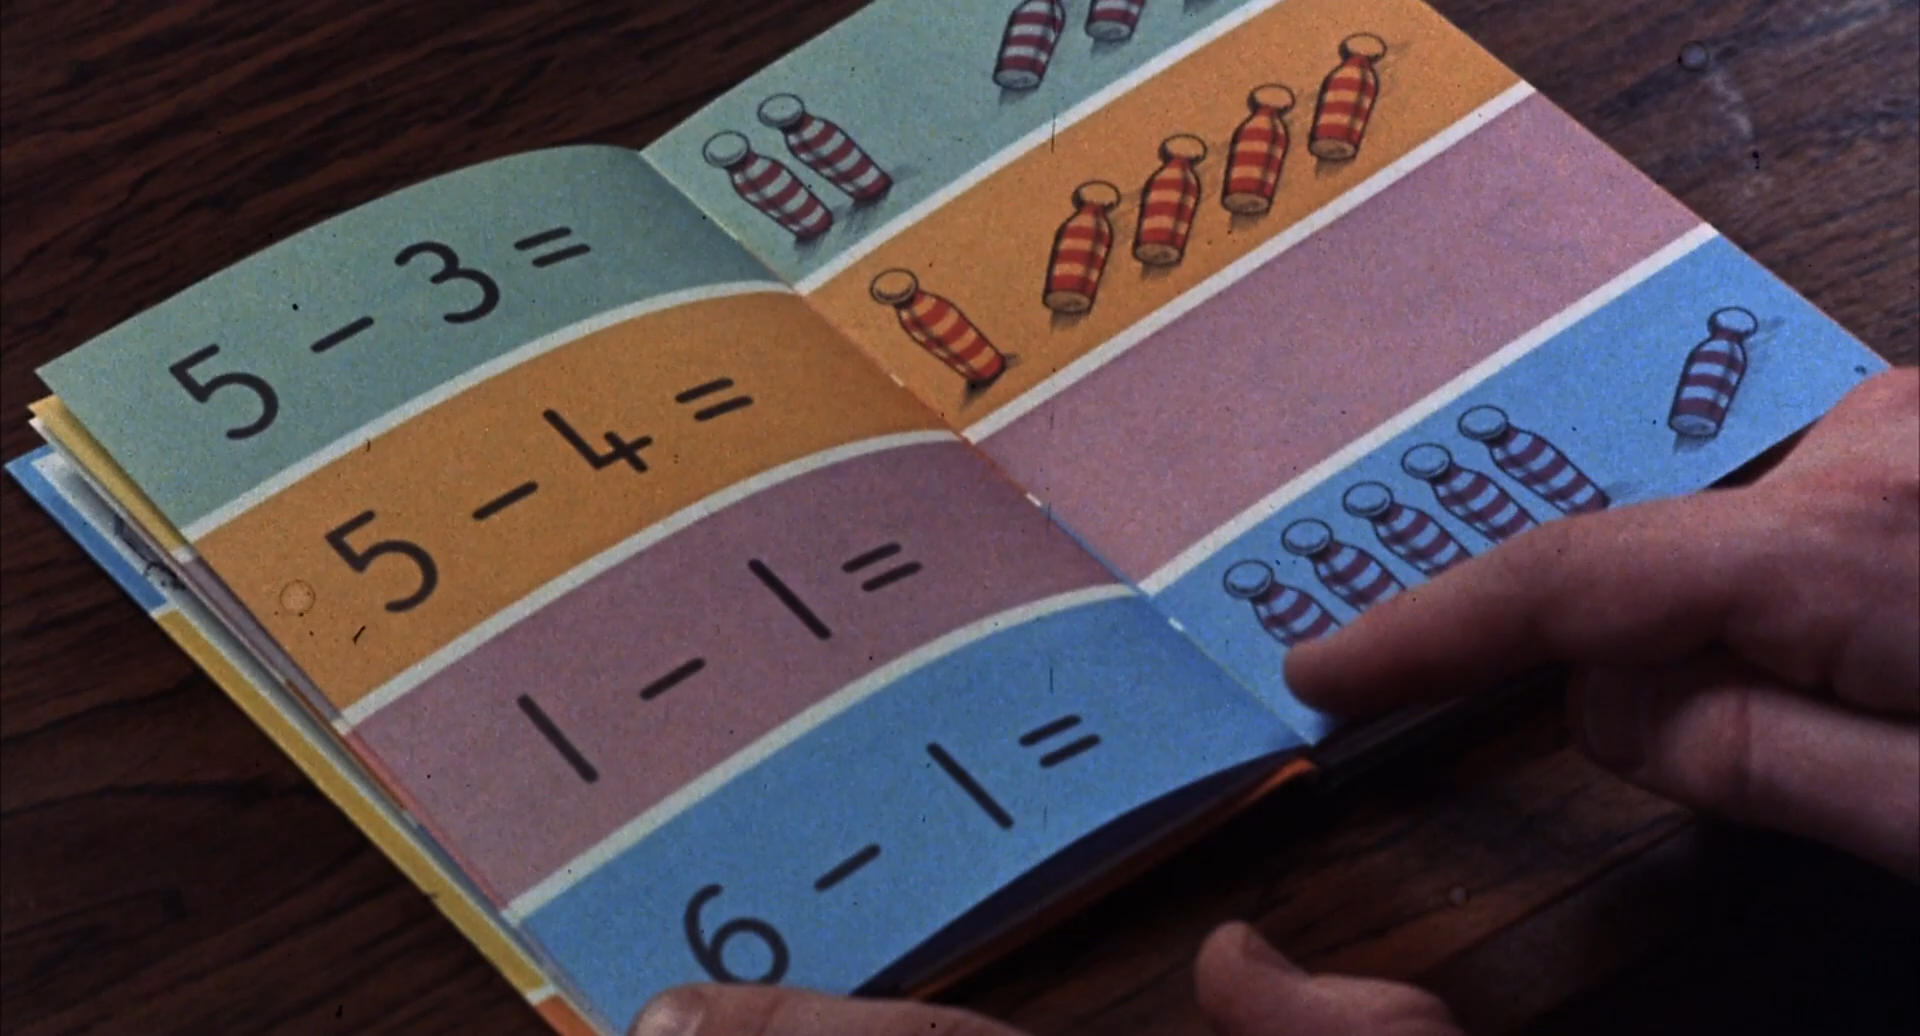 5 – 3 =
5 – 4 =
1 – 1 =
6 – 1 =